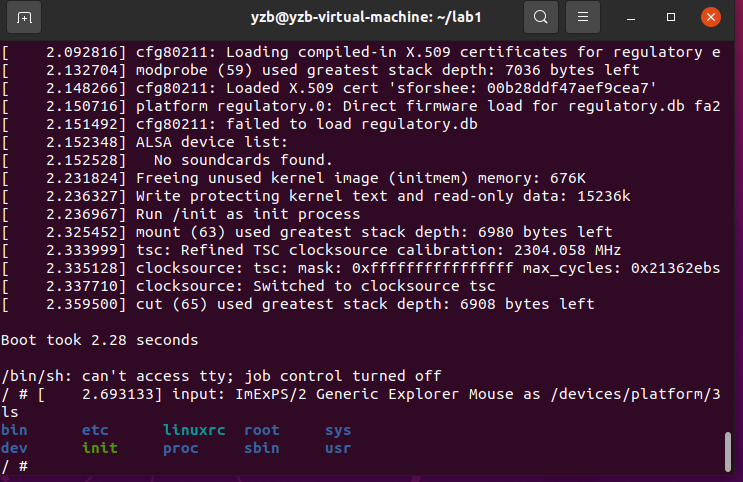 yzb@yzb-virtual-machine: ~/lab1
[    2.092816] cfg80211: Loading compiled-in X.509 certificates for regulatory e
[    2.132704] modprobe (59) used greatest stack depth: 7036 bytes left
[    2.148266] cfg80211: Loaded X.509 cert 'sforshee: 00b28ddf47aef9cea7'
[    2.150716] platform regulatory.0: Direct firmware load for regulatory.db fa2
[    2.151492] cfg80211: failed to load regulatory.db
[    2.152348] ALSA device list:
[    2.152528]   No soundcards found.
[    2.231824] Freeing unused kernel image (initmem) memory: 676K
[    2.236327] Write protecting kernel text and read-only data: 15236k
[    2.236967] Run /init as init process
[    2.325452] mount (63) used greatest stack depth: 6980 bytes left
[    2.333999] tsc: Refined TSC clocksource calibration: 2304.058 MHz
[    2.335128] clocksource: tsc: mask: 0xffffffffffffffff max_cycles: 0x21362ebs
[    2.337710] clocksource: Switched to clocksource tsc
[    2.359500] cut (65) used greatest stack depth: 6908 bytes left
Boot took 2.28 seconds
/bin/sh: can't access tty; job control turned off
/ # [    2.693133] input: ImExPS/2 Generic Explorer Mouse as /devices/platform/3
ls
bin      etc      linuxrc  root     sys
dev      init     proc     sbin     usr
/ #